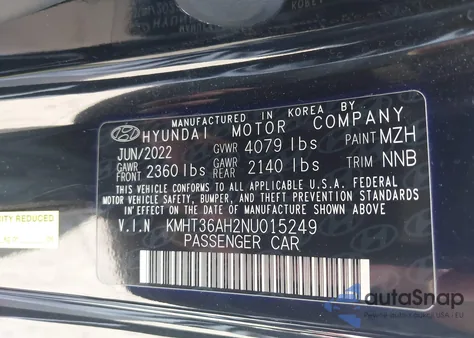 MANUFACTURED IN KOREA BY
HYUNDAI MOTOR COMPANY
JUN/2022 GVWR 4079 lbs PAINT MZH
GAWR FRONT 2360 lbs GAWR REAR 2140 lbs TRIM NNB
THIS VEHICLE CONFORMS TO ALL APPLICABLE U.S.A. FEDERAL
MOTOR VEHICLE SAFETY, BUMPER, AND THEFT PREVENTION STANDARDS
IN EFFECT ON THE DATE OF MANUFACTURE SHOWN ABOVE.
V.I.N KMHT36AH2NU015249
PASSENGER CAR
CITY REDUCED
autoSnap